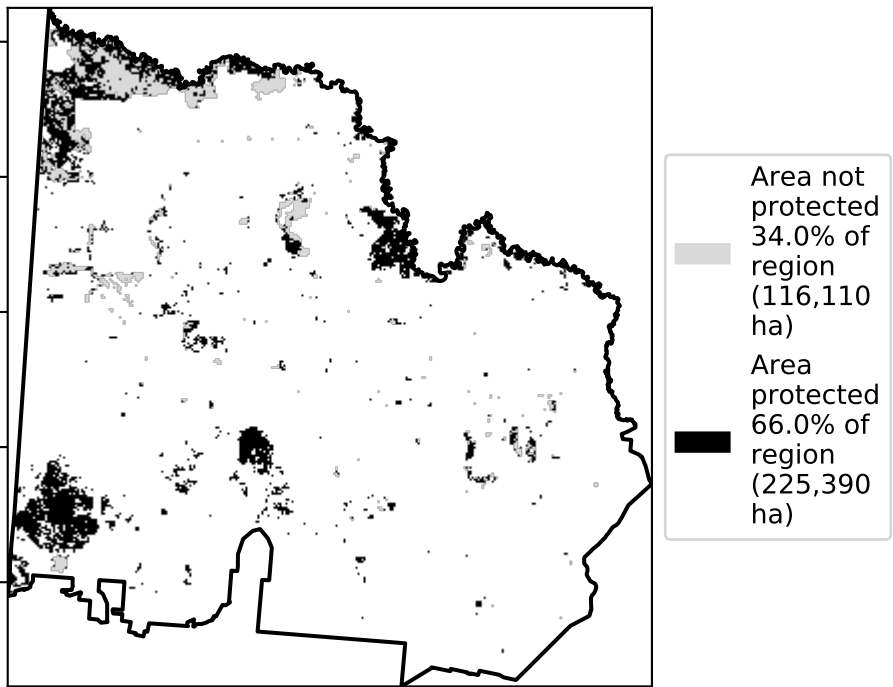 Area not
protected
34.0% of
region
(116,110
ha)
Area
protected
66.0% of
region
(225,390
ha)